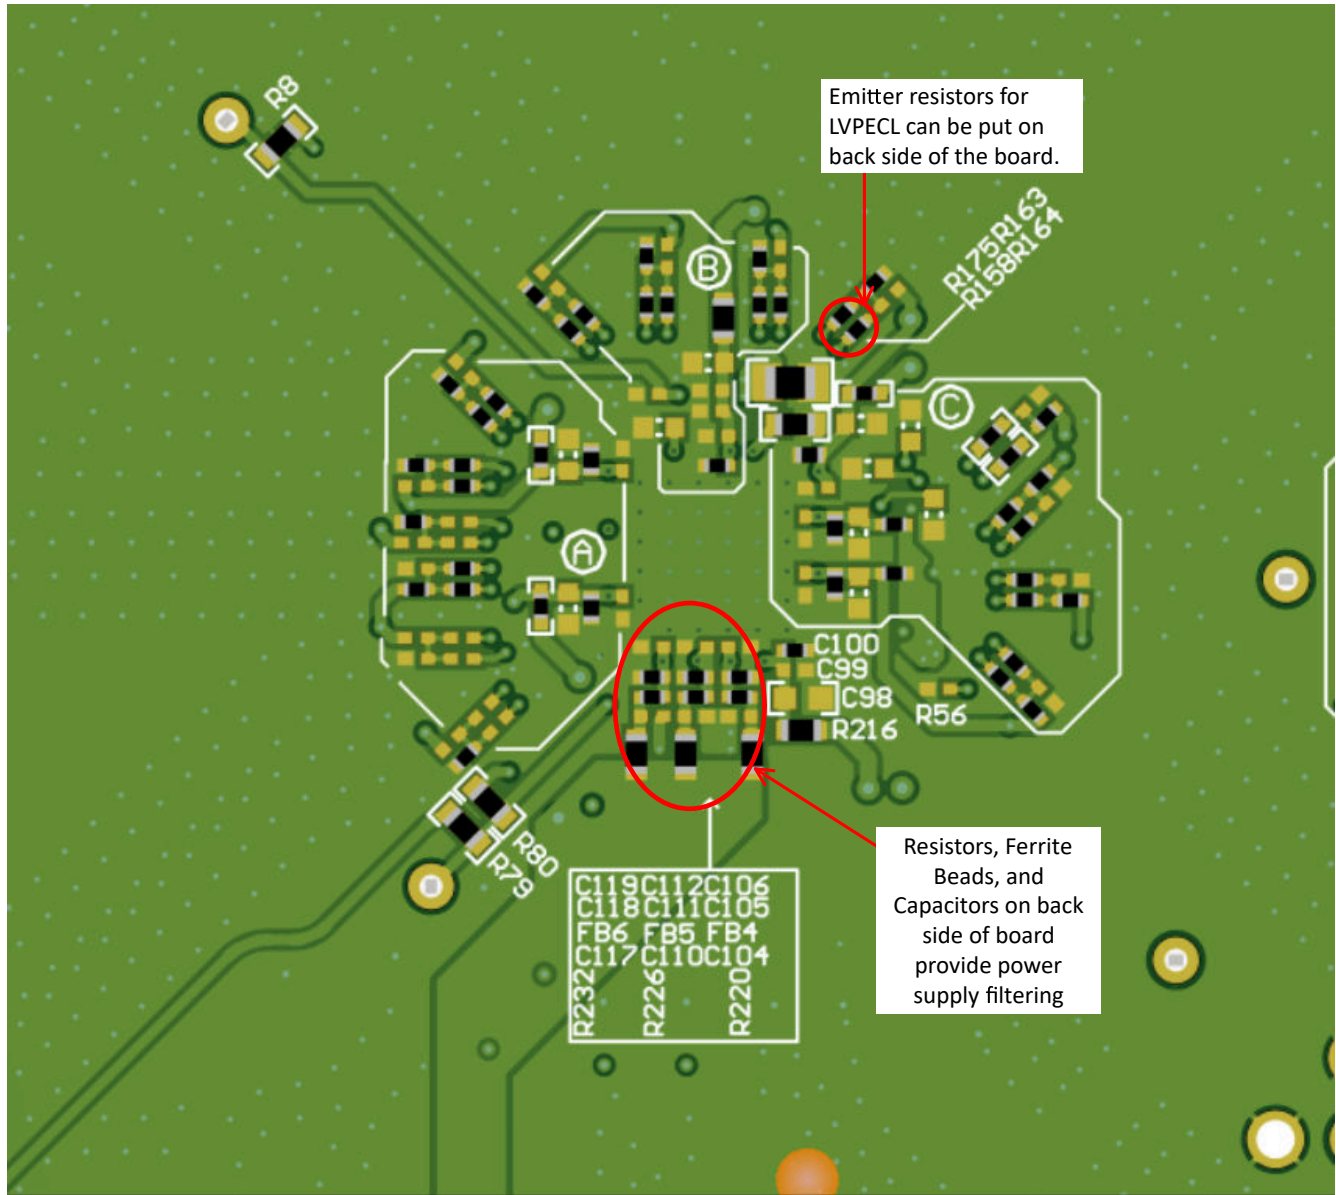 R8
Emitter resistors for
LVPECL can be put on
back side of the board.
R175R163
R158R164
B
C
A
C100
C99
C98
R216
R56
R80
R79
C119C112C106
C118C111C105
FB6 FB5 FB4
C117C110C104
R232 R226 R220
Resistors, Ferrite
Beads, and
Capacitors on back
side of board
provide power
supply filtering